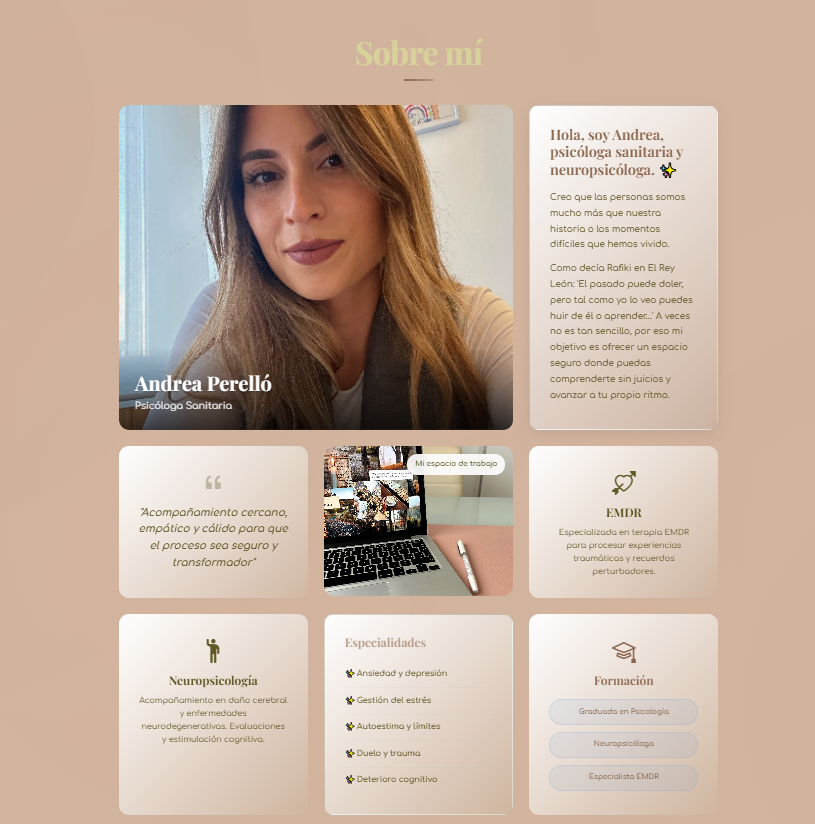 Sobre mí
Andrea Perelló
Psicóloga Sanitaria
Hola, soy Andrea,
psicóloga sanitaria y
neuropsicóloga. ✨
Creo que las personas somos
mucho más que nuestra
historia o los momentos
difíciles que hemos vivido.
Como decía Rafiki en El Rey
León: 'El pasado puede doler,
pero tal como yo lo veo puedes
huir de él o aprender...' A veces
no es tan sencillo, por eso mi
objetivo es ofrecer un espacio
seguro donde puedas
comprenderte sin juicios y
avanzar a tu propio ritmo.
“
"Acompañamiento cercano,
empático y cálido para que
el proceso sea seguro y
transformador"
Mi espacio de trabajo
EMDR
Especializada en terapia EMDR
para procesar experiencias
traumáticas y recuerdos
perturbadores.
Neuropsicología
Acompañamiento en daño cerebral
y enfermedades
neurodegenerativas. Evaluaciones
y estimulación cognitiva.
Especialidades
✨ Ansiedad y depresión
✨ Gestión del estrés
✨ Autoestima y límites
✨ Duelo y trauma
✨ Deterioro cognitivo
Formación
Graduada en Psicología
Neuropsicóloga
Especialista EMDR